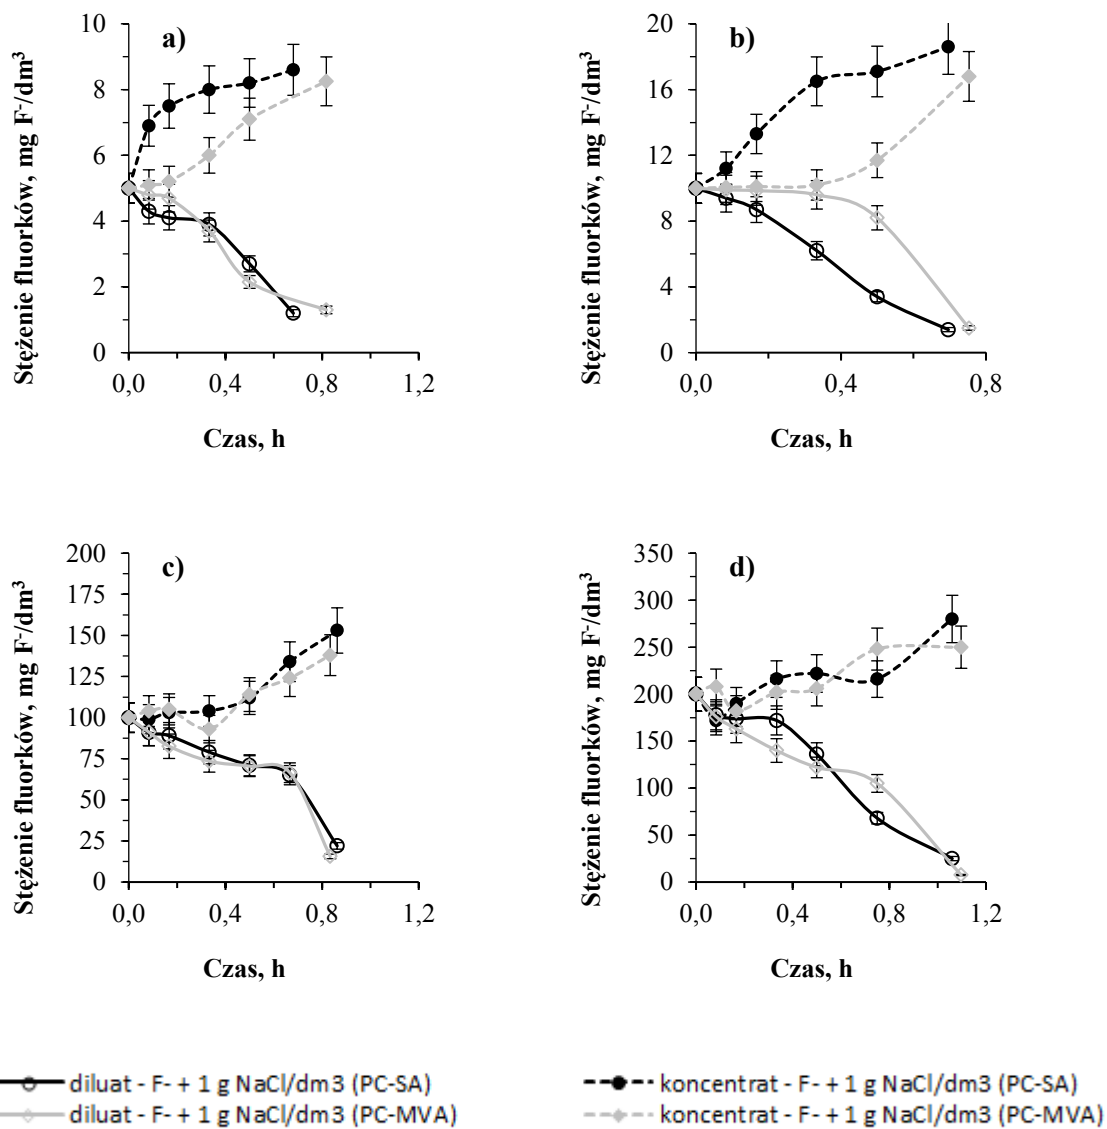 a)
Stężenie fluorków, mg F-/dm3
10
8
6
4
2
0
0,0 0,4 0,8 1,2
Czas, h
b)
Stężenie fluorków, mg F-/dm3
20
16
12
8
4
0
0,0 0,4 0,8
Czas, h
c)
Stężenie fluorków, mg F-/dm3
200
175
150
125
100
75
50
25
0
0,0 0,4 0,8 1,2
Czas, h
d)
Stężenie fluorków, mg F-/dm3
350
300
250
200
150
100
50
0
0,0 0,4 0,8 1,2
Czas, h
diluat - F- + 1 g NaCl/dm3 (PC-SA)
koncentrat - F- + 1 g NaCl/dm3 (PC-SA)
diluat - F- + 1 g NaCl/dm3 (PC-MVA)
koncentrat - F- + 1 g NaCl/dm3 (PC-MVA)